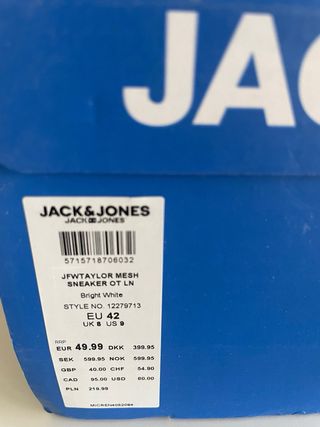 JAC
JACK&JONES
JACK JONES
5715718706032
JFWTAYLOR MESH
SNEAKER OT LN
Bright White
STYLE NO. 12279713
EU 42
UK 8 US 9
RRP
EUR 49.99 DKK 399.95
SEK 599.95 NOK 599.95
GBP 40.00 CHF 54.90
CAD 95.00 USD 60.00
PLN 219.99